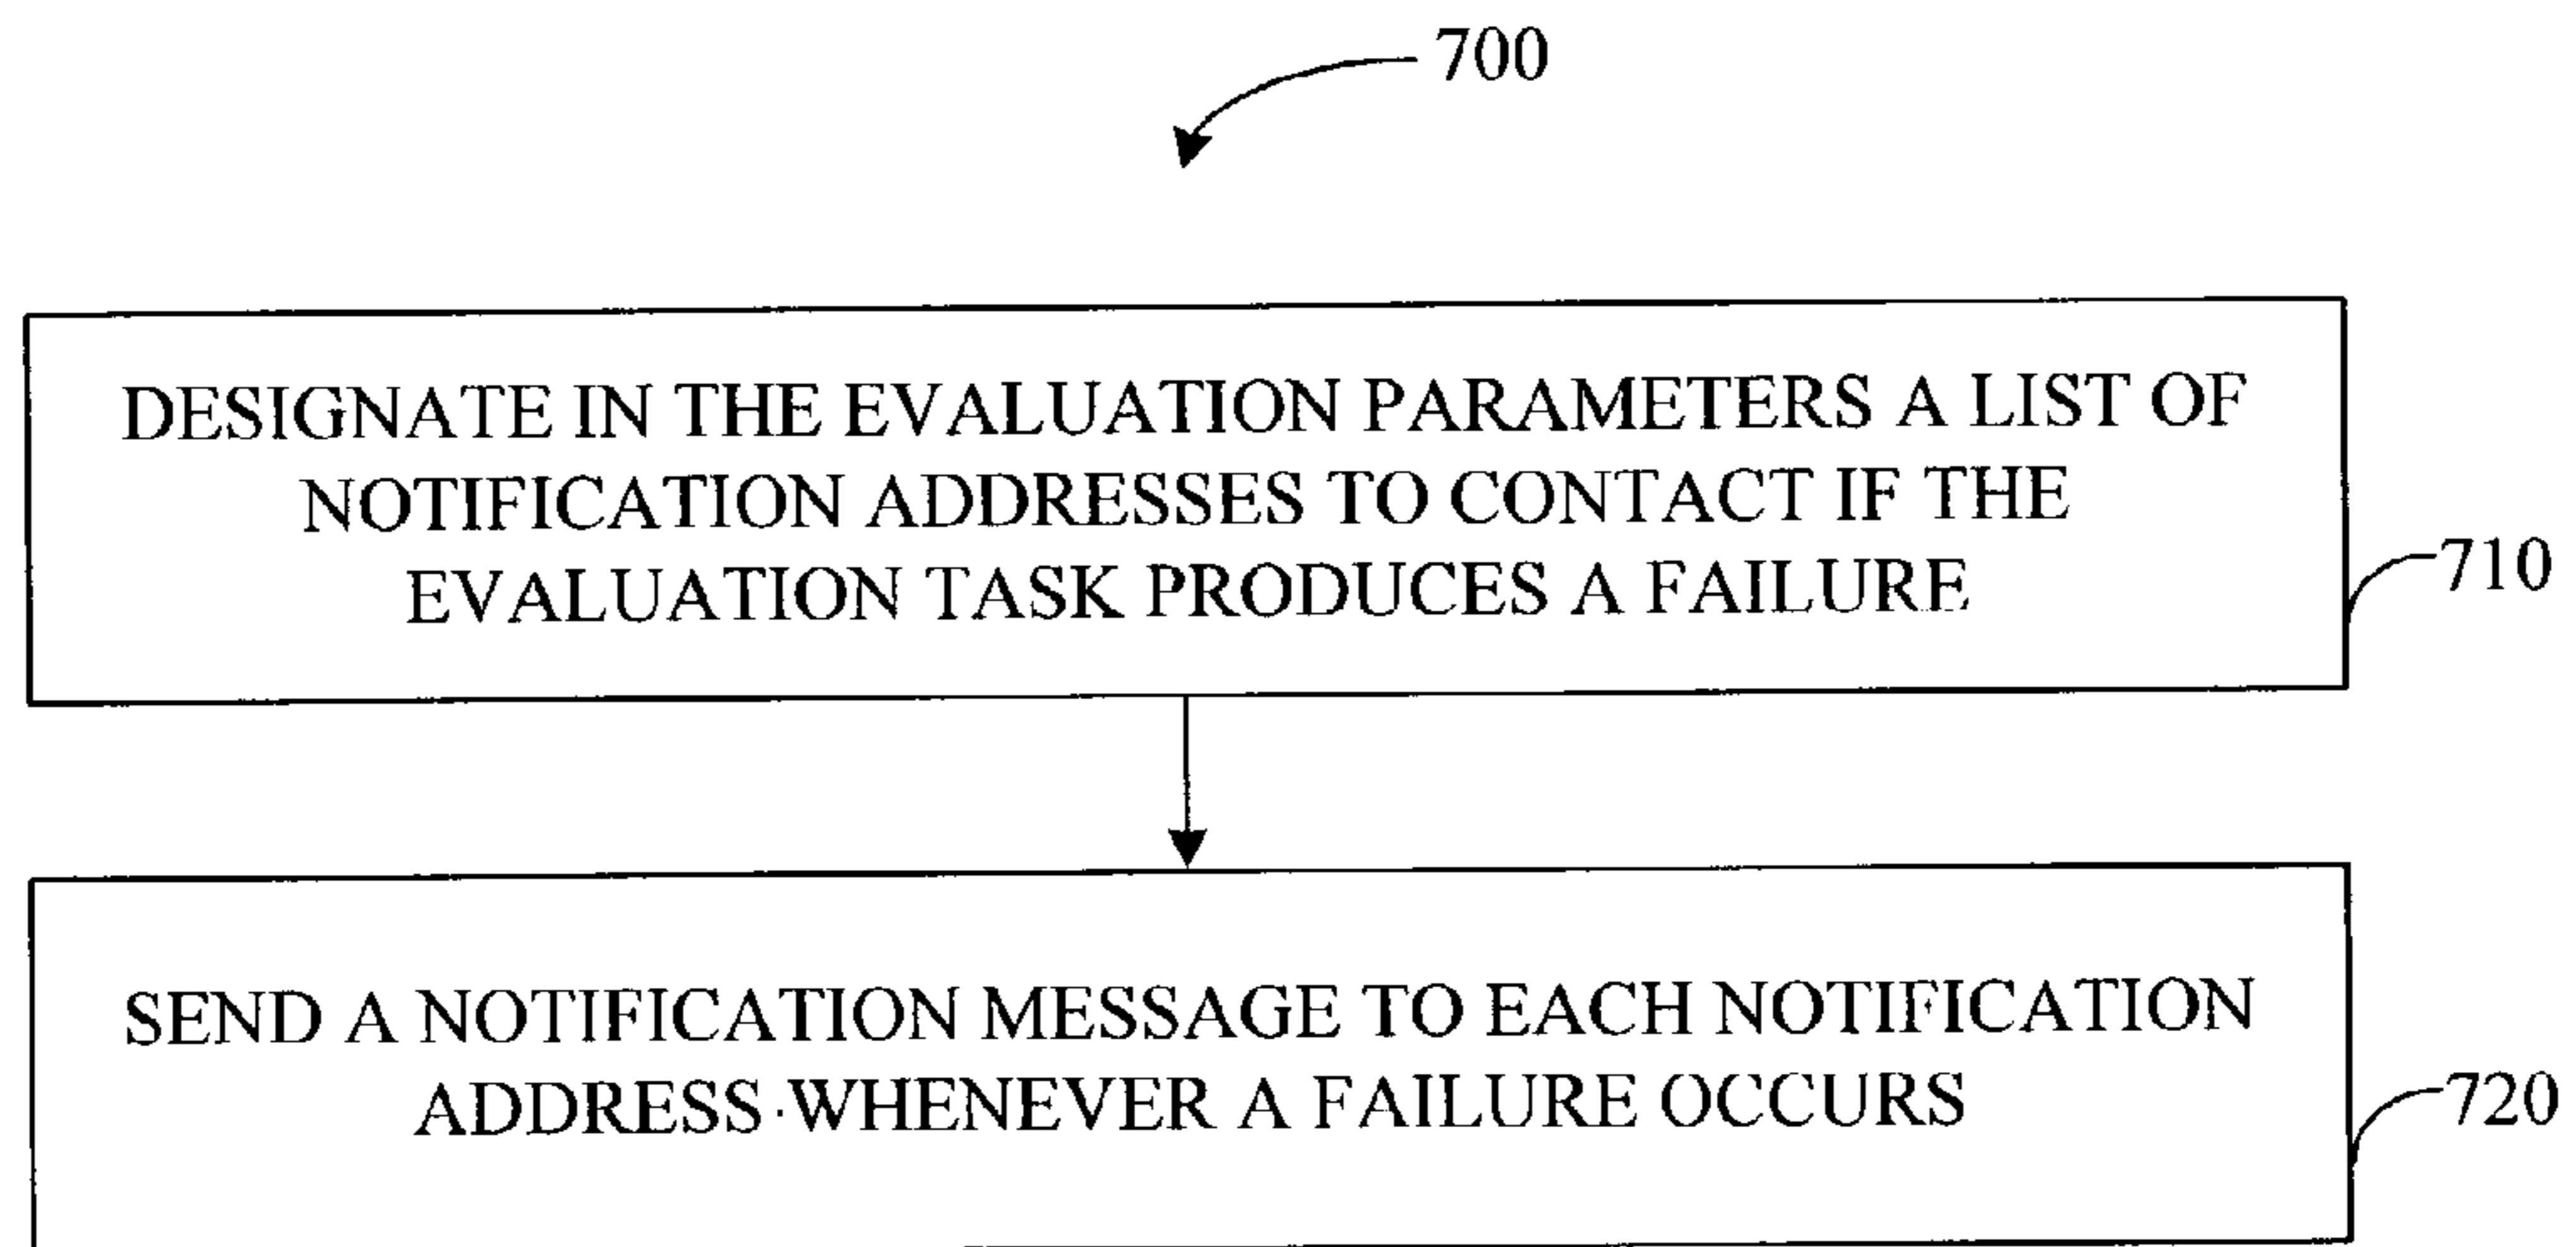 700
DESIGNATE IN THE EVALUATION PARAMETERS A LIST OF
NOTIFICATION ADDRESSES TO CONTACT IF THE
EVALUATION TASK PRODUCES A FAILURE
710
SEND A NOTIFICATION MESSAGE TO EACH NOTIFICATION
ADDRESS WHENEVER A FAILURE OCCURS
720